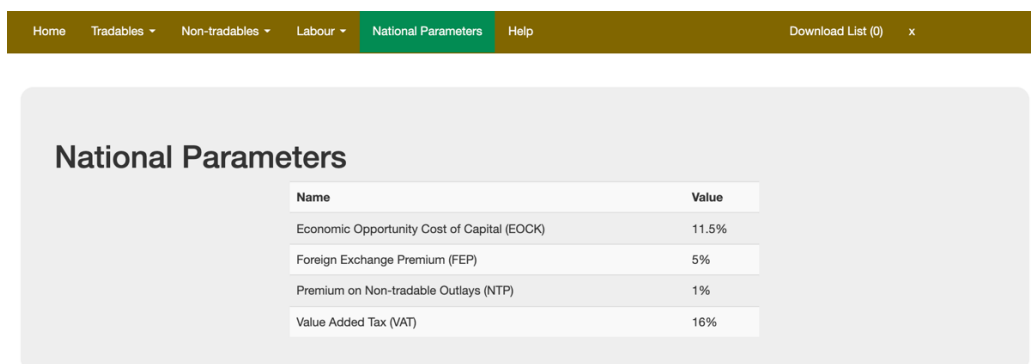 Home Tradables Non-tradables Labour National Parameters Help Download List (0) x
National Parameters
Name Value
Economic Opportunity Cost of Capital (EOCK) 11.5%
Foreign Exchange Premium (FEP) 5%
Premium on Non-tradable Outlays (NTP) 1%
Value Added Tax (VAT) 16%